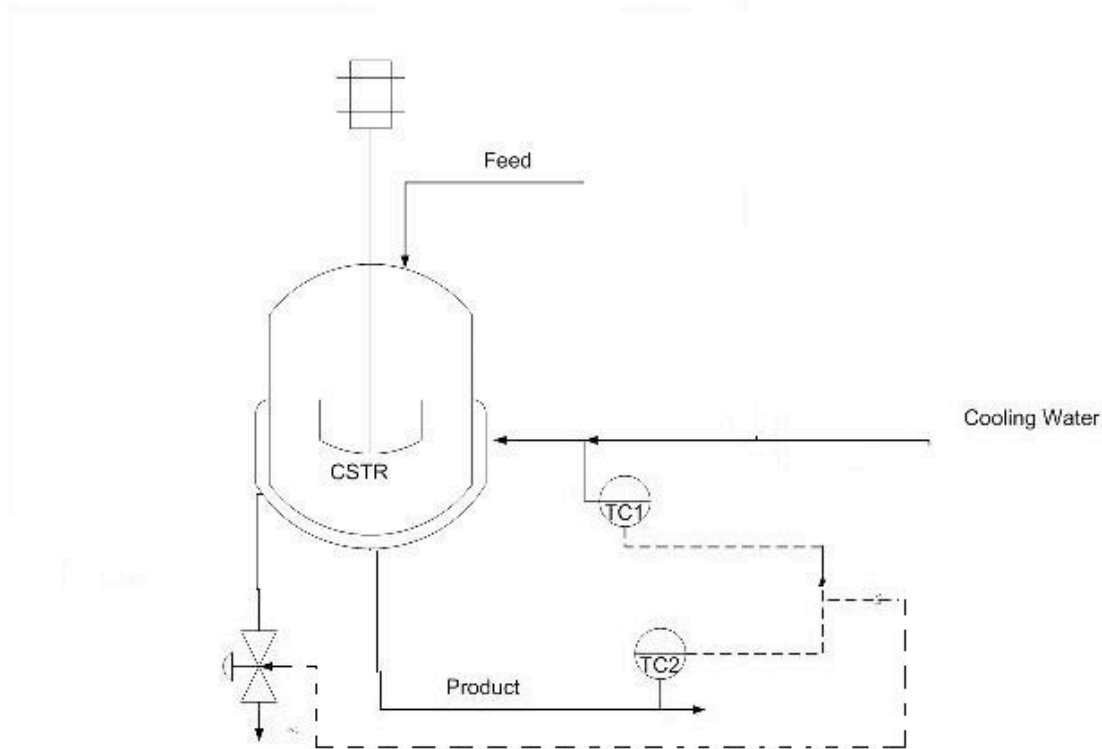 Feed
Cooling Water
CSTR
TC1
TC2
Product